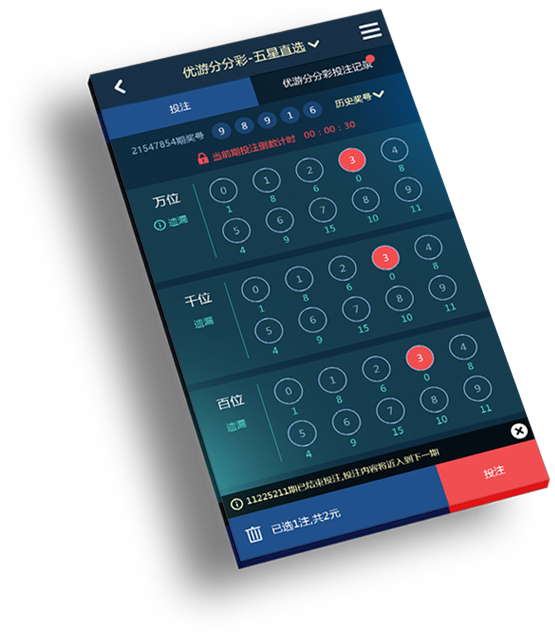 优游分分彩-五星直选
投注
优游分分彩投注记录
21547854期奖号 9 8 9 1 6 历史奖号
当前期投注倒数计时 00:00:30
万位
遗漏
0 1 2 3 4
1 8 6 0 8
5 6 7 8 9
4 9 15 10 11
千位
遗漏
0 1 2 3 4
1 8 6 0 8
5 6 7 8 9
4 9 15 10 11
百位
遗漏
0 1 2 3 4
1 8 6 0 8
5 6 7 8 9
4 9 15 10 11
11225211期已结束投注,投注内容将近入到下一期
已选1注,共2元
投注